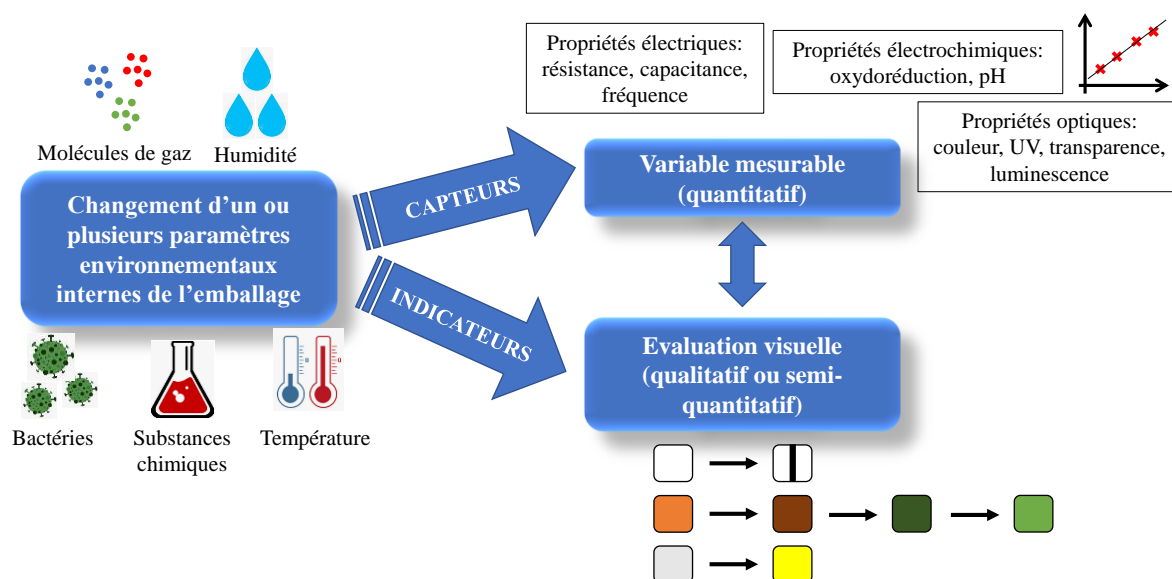 Propriétés électriques:
résistance, capacitance,
fréquence
Propriétés électrochimiques:
oxydoréduction, pH
Propriétés optiques:
couleur, UV, transparence,
luminescence
Molécules de gaz
Humidité
Changement d’un ou
plusieurs paramètres
environnementaux
internes de l’emballage
CAPTEURS
Variable mesurable
(quantitatif)
INDICATEURS
Evaluation visuelle
(qualitatif ou semi-
quantitatif)
Bactéries
Substances
chimiques
Température